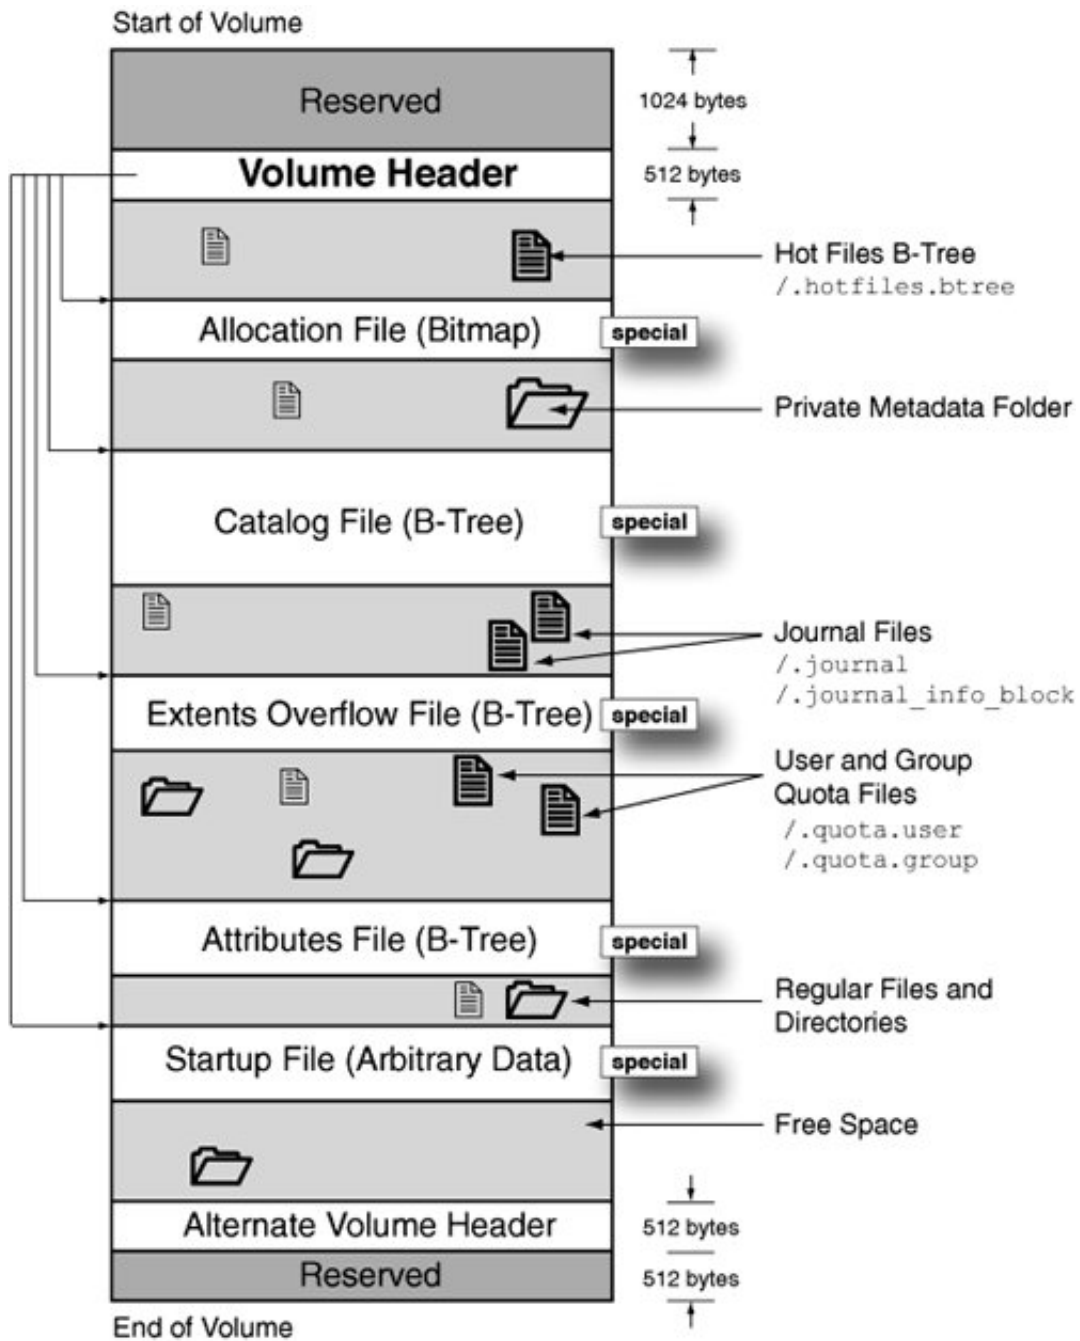 Start of Volume
Reserved
1024 bytes
Volume Header
512 bytes
Hot Files B-Tree
/.hotfiles.btree
Allocation File (Bitmap)
special
Private Metadata Folder
Catalog File (B-Tree)
special
Journal Files
/.journal
/.journal_info_block
Extents Overflow File (B-Tree)
special
User and Group
Quota Files
/.quota.user
/.quota.group
Attributes File (B-Tree)
special
Regular Files and
Directories
Startup File (Arbitrary Data)
special
Free Space
Alternate Volume Header
512 bytes
Reserved
512 bytes
End of Volume